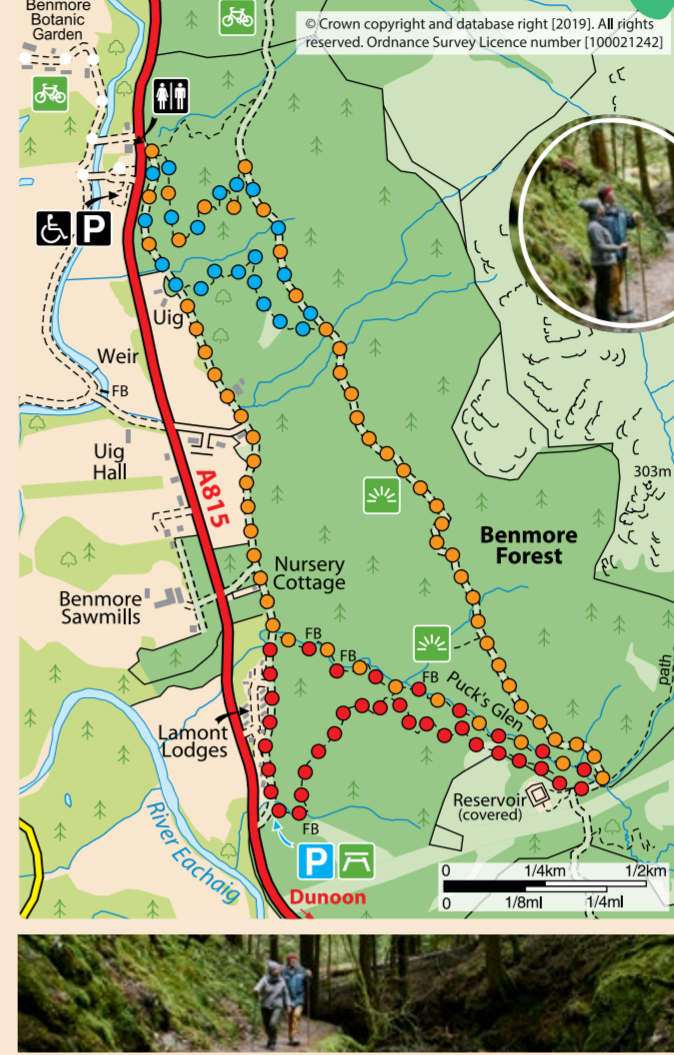 Benmore
Botanic
Garden
© Crown copyright and database right [2019]. All rights
reserved. Ordnance Survey Licence number [100021242]
P
Uig
Weir
FB
Uig
Hall
A815
303m
Benmore
Forest
Nursery
Cottage
Benmore
Sawmills
FB
FB
FB
Puck's Glen
path
Lamont
Lodges
Reservoir
(covered)
River Eachaig
FB
P
Dunoon
0 1/4km 1/2km
0 1/8ml 1/4ml